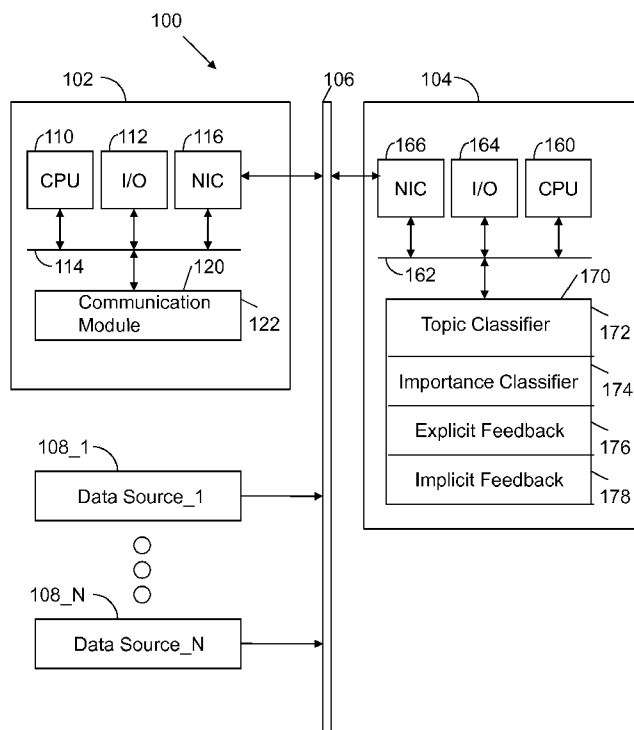 100
102
106
104
110
112
116
CPU
I/O
NIC
114
120
Communication
Module
122
166
164
160
NIC
I/O
CPU
162
170
Topic Classifier
172
Importance Classifier
174
Explicit Feedback
176
Implicit Feedback
178
108_1
Data Source_1
108_N
Data Source_N